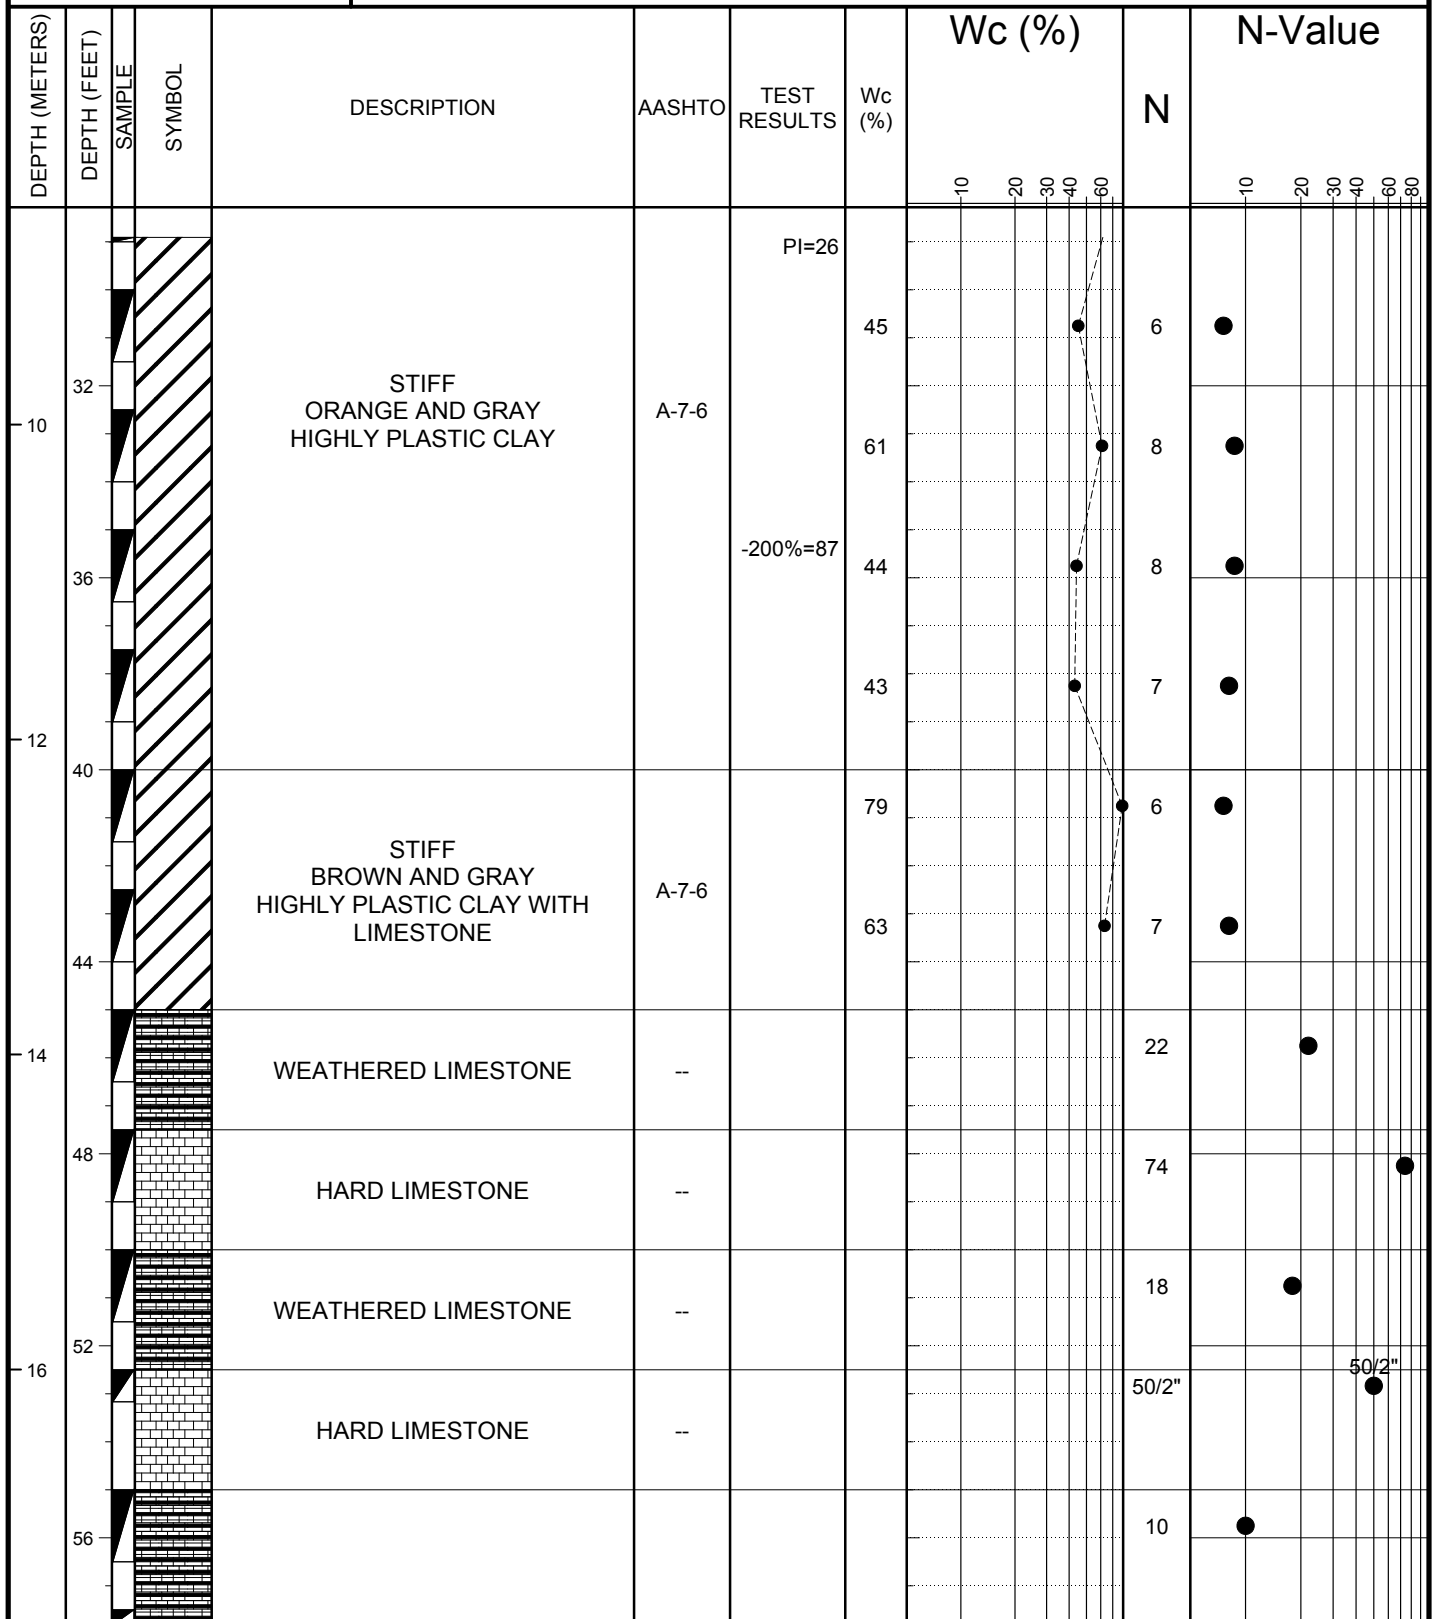 DEPTH (METERS)
DEPTH (FEET)
SAMPLE
SYMBOL
DESCRIPTION
AASHTO
TEST
RESULTS
Wc
(%)
Wc (%)
10 20 30 40 60
N
N-Value
10 20 30 40 60 80
PI=26
45 6
32
STIFF
ORANGE AND GRAY
HIGHLY PLASTIC CLAY
A-7-6
10
61 8
-200%=87
44 8
36
43 7
12
40
79 6
STIFF
BROWN AND GRAY
HIGHLY PLASTIC CLAY WITH
LIMESTONE
A-7-6
63 7
44
22
14
WEATHERED LIMESTONE --
48
74
HARD LIMESTONE --
18
WEATHERED LIMESTONE --
52
16
50/2"
50/2"
HARD LIMESTONE --
10
56